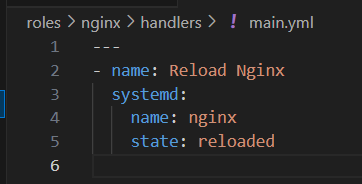 roles > nginx > handlers > ! main.yml
1 ---
2 - name: Reload Nginx
3   systemd:
4     name: nginx
5     state: reloaded
6